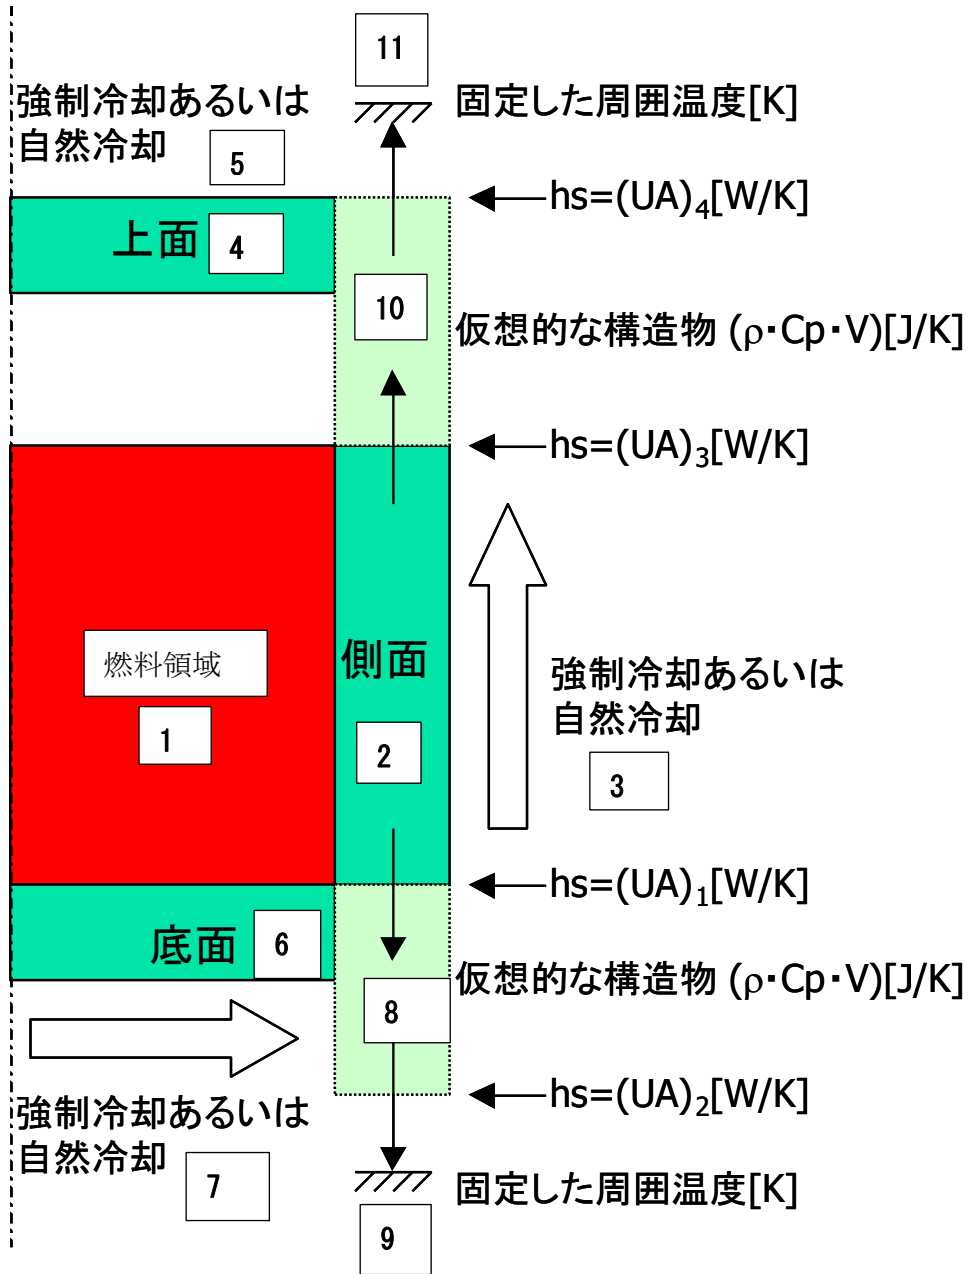 11
強制冷却あるいは
自然冷却
5
固定した周囲温度[K]
hs=(UA)4[W/K]
上面
4
10
仮想的な構造物 (ρ・Cp・V)[J/K]
hs=(UA)3[W/K]
燃料領域
1
側面
2
強制冷却あるいは
自然冷却
3
hs=(UA)1[W/K]
底面
6
仮想的な構造物 (ρ・Cp・V)[J/K]
8
hs=(UA)2[W/K]
強制冷却あるいは
自然冷却
7
固定した周囲温度[K]
9